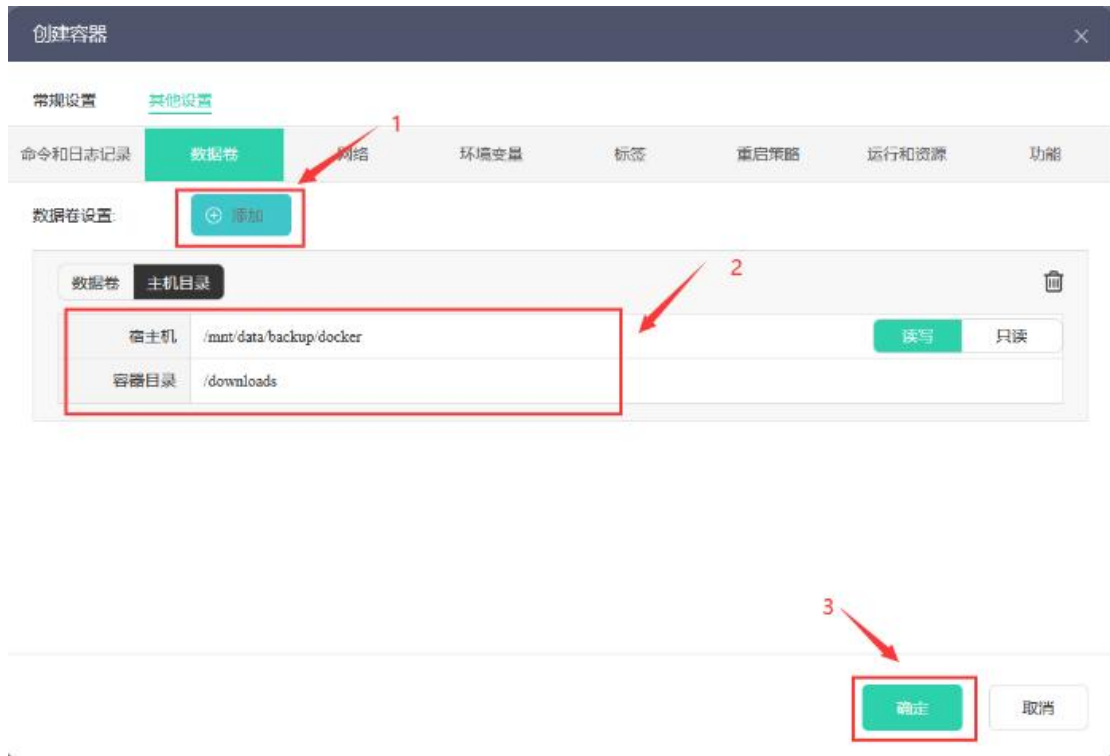 创建容器
常规设置 其他设置
1
命令和日志记录 数据卷 网络 环境变量 标签 重启策略 运行和资源 功能
数据卷设置: 添加
2
数据卷 主机目录
宿主机 /mnt/data/backup/docker 读写 只读
容器目录 /downloads
3
确定 取消